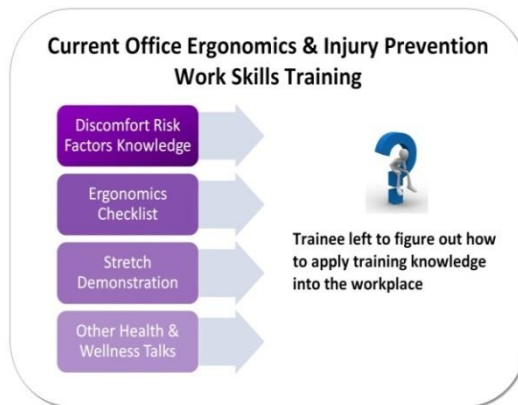 Current Office Ergonomics & Injury Prevention
Work Skills Training
Discomfort Risk
Factors Knowledge
Ergonomics
Checklist
Stretch
Demonstration
Other Health &
Wellness Talks
Trainee left to figure out how
to apply training knowledge
into the workplace